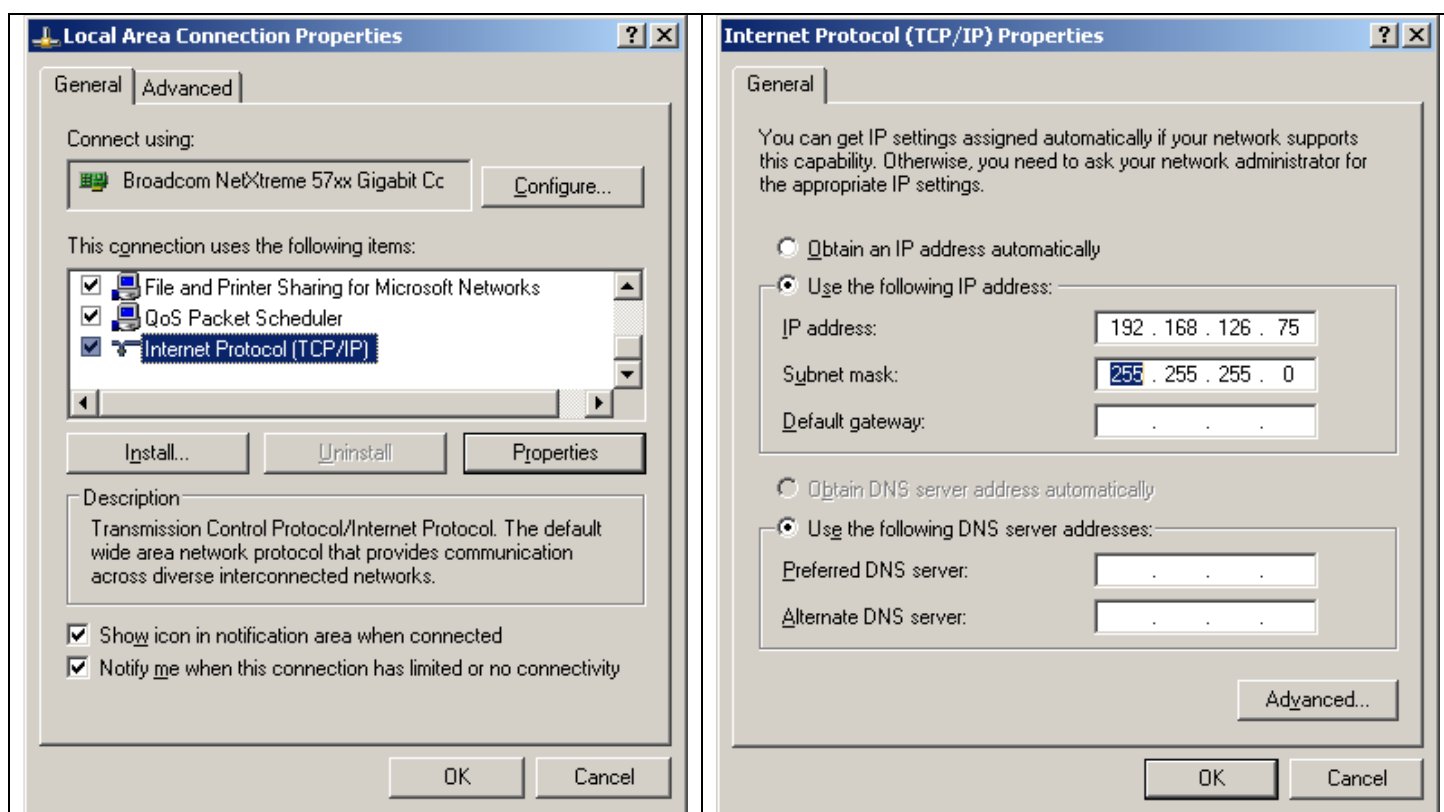 Local Area Connection Properties
General
Advanced
Connect using:
Broadcom NetXtreme 57xx Gigabit Cc
Configure...
This connection uses the following items:
File and Printer Sharing for Microsoft Networks
QoS Packet Scheduler
Internet Protocol (TCP/IP)
Install...
Uninstall
Properties
Description
Transmission Control Protocol/Internet Protocol. The default
wide area network protocol that provides communication
across diverse interconnected networks.
Show icon in notification area when connected
Notify me when this connection has limited or no connectivity
OK
Cancel
Internet Protocol (TCP/IP) Properties
General
You can get IP settings assigned automatically if your network supports
this capability. Otherwise, you need to ask your network administrator for
the appropriate IP settings.
Obtain an IP address automatically
Use the following IP address:
IP address: 192 . 168 . 126 . 75
Subnet mask: 255 . 255 . 255 . 0
Default gateway: . . .
Obtain DNS server address automatically
Use the following DNS server addresses:
Preferred DNS server: . . .
Alternate DNS server: . . .
Advanced...
OK
Cancel